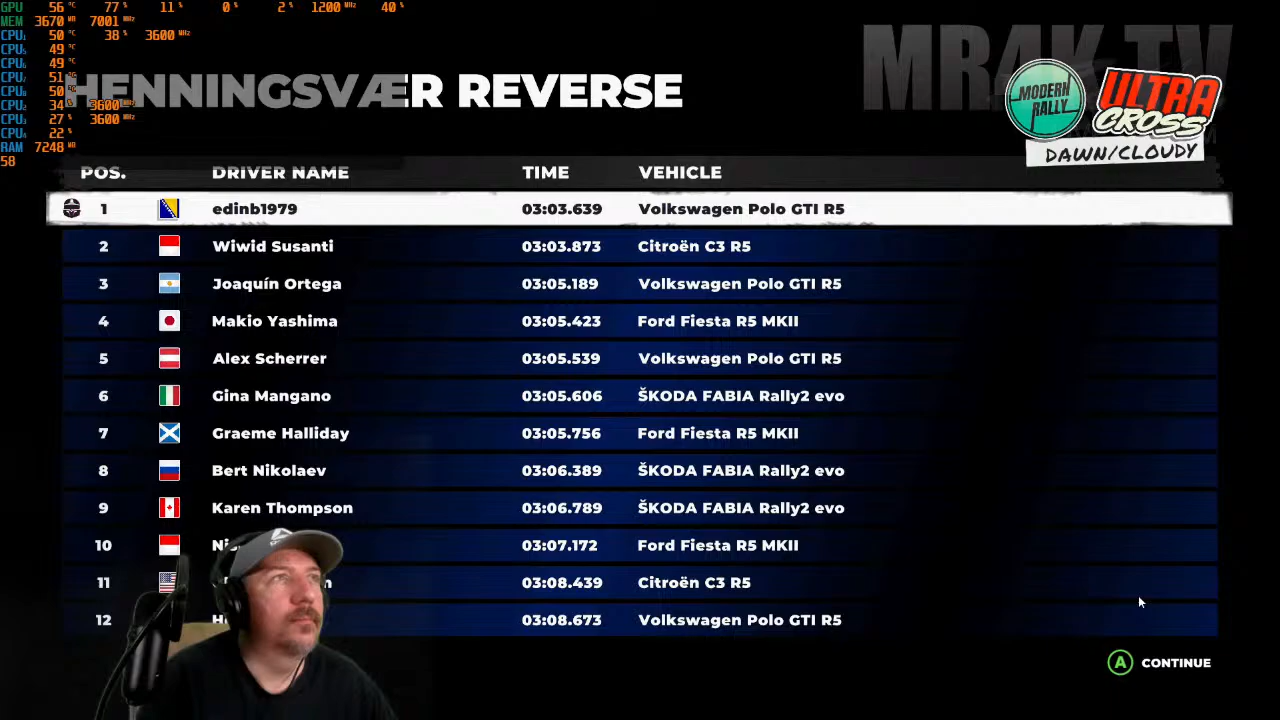 GPU 56 °C 77 % 11 % 0 % 2 % 1200 MHz 40 %
MEM 3670 MB 7001 MHz
CPU 50 °C 38 % 3600 MHz
CPU 49 °C
CPU 49 °C
CPU 51 °C
CPU 50
CPU 34 3600 MHz
CPU 27 % 3600 MHz
CPU 22 %
RAM 7248 MB
58
MR4K-TV
HENNINGSVÆR REVERSE
MODERN RALLY
ULTRA CROSS
DAWN/CLOUDY
POS. DRIVER NAME TIME VEHICLE
1 edinb1979 03:03.639 Volkswagen Polo GTI R5
2 Wiwid Susanti 03:03.873 Citroën C3 R5
3 Joaquín Ortega 03:05.189 Volkswagen Polo GTI R5
4 Makio Yashima 03:05.423 Ford Fiesta R5 MKII
5 Alex Scherrer 03:05.539 Volkswagen Polo GTI R5
6 Gina Mangano 03:05.606 ŠKODA FABIA Rally2 evo
7 Graeme Halliday 03:05.756 Ford Fiesta R5 MKII
8 Bert Nikolaev 03:06.389 ŠKODA FABIA Rally2 evo
9 Karen Thompson 03:06.789 ŠKODA FABIA Rally2 evo
10 03:07.172 Ford Fiesta R5 MKII
11 03:08.439 Citroën C3 R5
12 03:08.673 Volkswagen Polo GTI R5
A CONTINUE